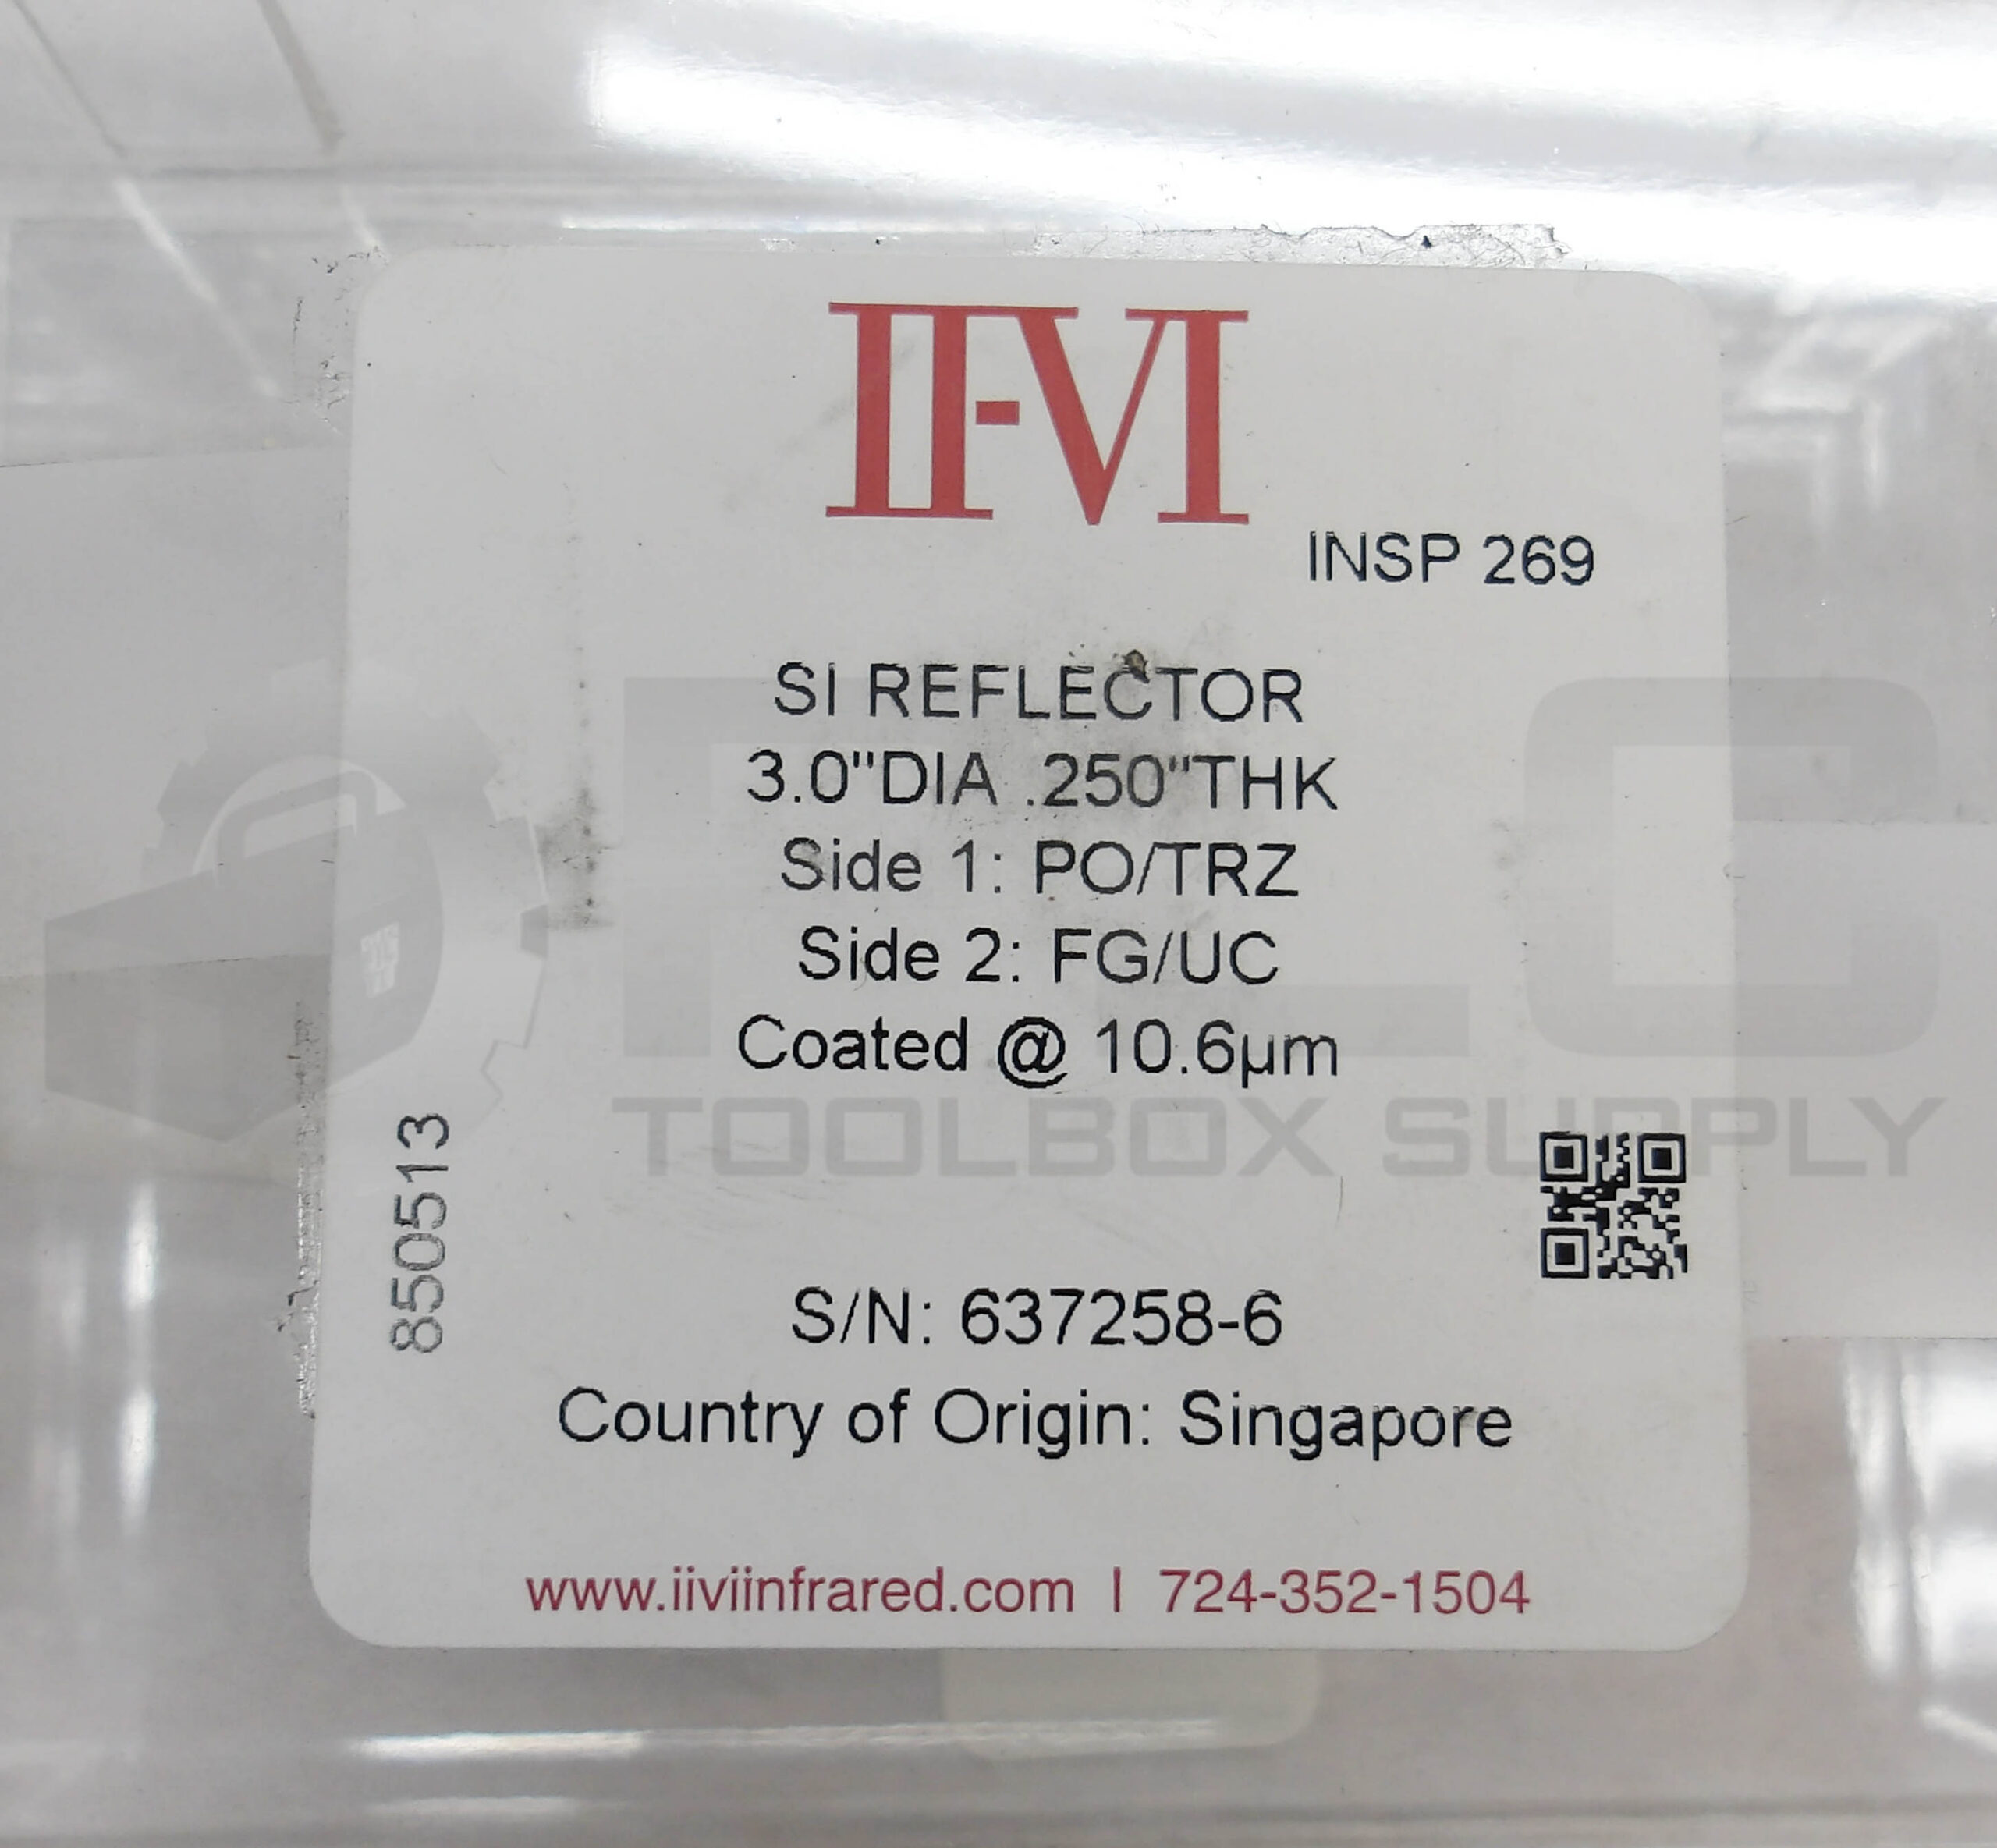 II-VI
INSP 269
SI REFLECTOR
3.0"DIA .250"THK
Side 1: PO/TRZ
Side 2: FG/UC
Coated @ 10.6µm
PLC
TOOLBOX SUPPLY
850513
S/N: 637258-6
Country of Origin: Singapore
www.iiviinfrared.com | 724-352-1504